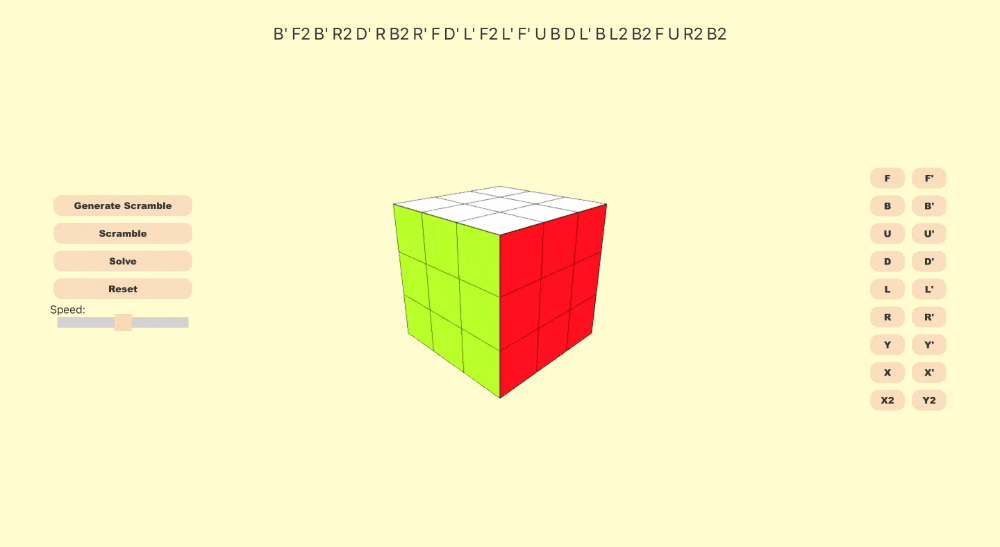 B' F2 B' R2 D' R B2 R' F D' L' F2 L' F' U B D L' B L2 B2 F U R2 B2
Generate Scramble
Scramble
Solve
Reset
Speed:
F F'
B B'
U U'
D D'
L L'
R R'
Y Y'
X X'
X2 Y2